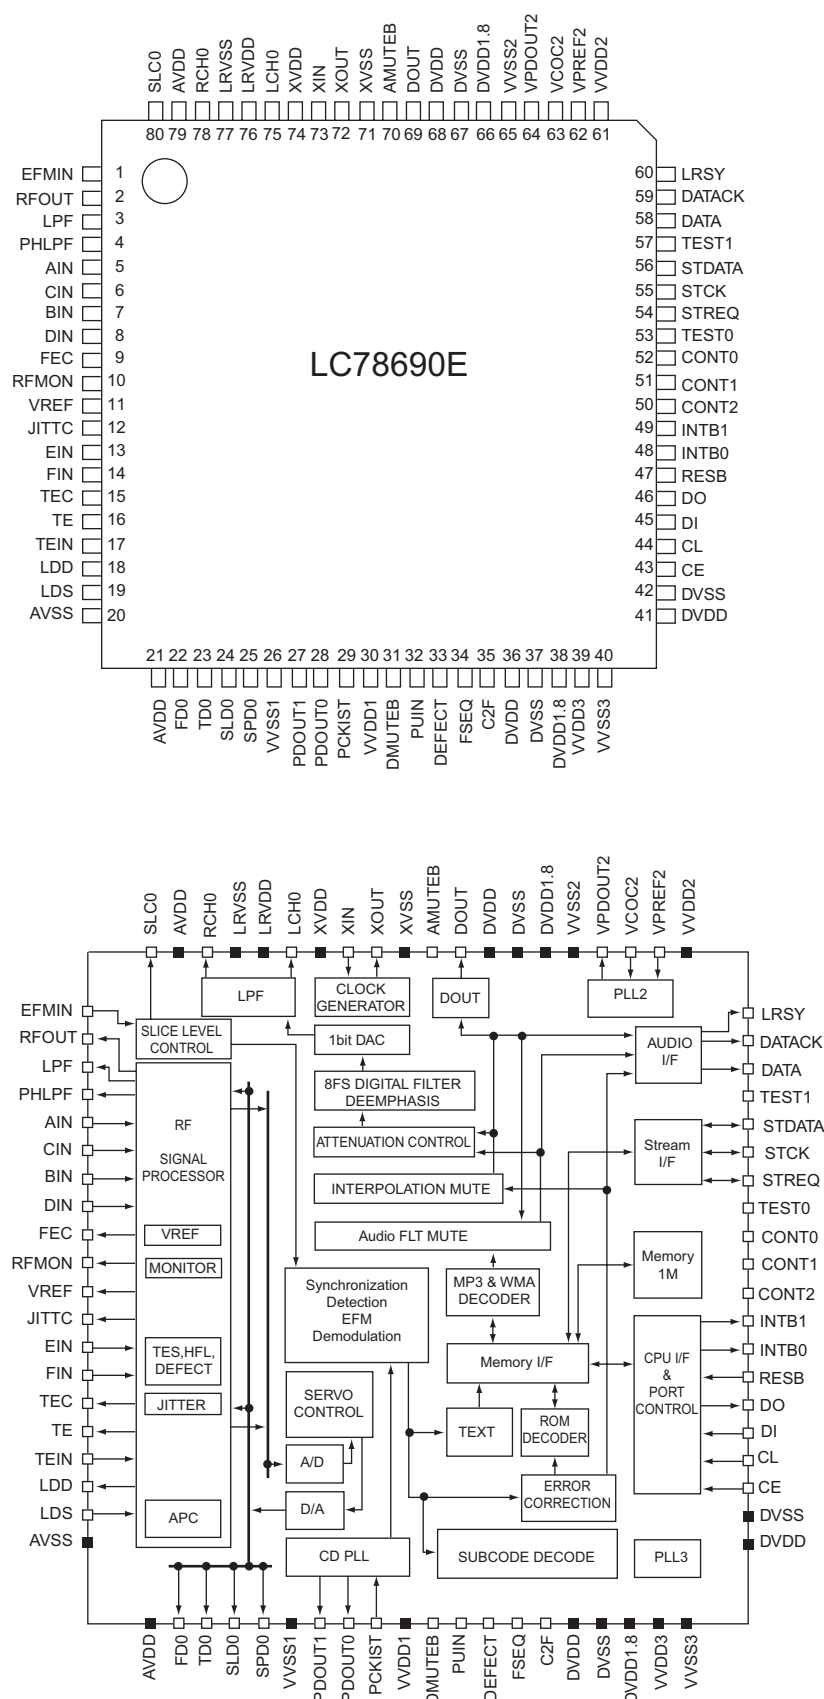 SLC0
AVDD
RCH0
LRVSS
LRVDD
LCH0
XVDD
XIN
XOUT
XVSS
AMUTEB
DOUT
DVDD
DVSS
DVDD1.8
VVSS2
VPDOUT2
VCOC2
VPREF2
VVDD2
80 79 78 77 76 75 74 73 72 71 70 69 68 67 66 65 64 63 62 61
EFMIN 1
RFOUT 2
LPF 3
PHLPF 4
AIN 5
CIN 6
BIN 7
DIN 8
FEC 9
RFMON 10
VREF 11
JITTC 12
EIN 13
FIN 14
TEC 15
TE 16
TEIN 17
LDD 18
LDS 19
AVSS 20
LC78690E
60 LRSY
59 DATACK
58 DATA
57 TEST1
56 STDATA
55 STCK
54 STREQ
53 TEST0
52 CONT0
51 CONT1
50 CONT2
49 INTB1
48 INTB0
47 RESB
46 DO
45 DI
44 CL
43 CE
42 DVSS
41 DVDD
21 22 23 24 25 26 27 28 29 30 31 32 33 34 35 36 37 38 39 40
AVDD
FD0
TD0
SLD0
SPD0
VVSS1
PDOUT1
PDOUT0
PCKIST
VVDD1
DMUTEB
PUIN
DEFECT
FSEQ
C2F
DVDD
DVSS
DVDD1.8
VVDD3
VVSS3
SLC0
AVDD
RCH0
LRVSS
LRVDD
LCH0
XVDD
XIN
XOUT
XVSS
AMUTEB
DOUT
DVDD
DVSS
DVDD1.8
VVSS2
VPDOUT2
VCOC2
VPREF2
VVDD2
EFMIN
RFOUT
LPF
PHLPF
AIN
CIN
BIN
DIN
FEC
RFMON
VREF
JITTC
EIN
FIN
TEC
TE
TEIN
LDD
LDS
AVSS
SLICE LEVEL
CONTROL
RF
SIGNAL
PROCESSOR
VREF
MONITOR
TES,HFL,
DEFECT
JITTER
APC
LPF
CLOCK
GENERATOR
DOUT
PLL2
1bit DAC
8FS DIGITAL FILTER
DEEMPHASIS
ATTENUATION CONTROL
INTERPOLATION MUTE
Audio FLT MUTE
Synchronization
Detection
EFM
Demodulation
MP3 & WMA
DECODER
Memory I/F
SERVO
CONTROL
A/D
D/A
TEXT
ROM
DECODER
ERROR
CORRECTION
CD PLL
SUBCODE DECODE
PLL3
AUDIO
I/F
Stream
I/F
Memory
1M
CPU I/F
&
PORT
CONTROL
LRSY
DATACK
DATA
TEST1
STDATA
STCK
STREQ
TEST0
CONT0
CONT1
CONT2
INTB1
INTB0
RESB
DO
DI
CL
CE
DVSS
DVDD
AVDD
FD0
TD0
SLD0
SPD0
VVSS1
PDOUT1
PDOUT0
PCKIST
VVDD1
DMUTEB
PUIN
DEFECT
FSEQ
C2F
DVDD
DVSS
DVDD1.8
VVDD3
VVSS3